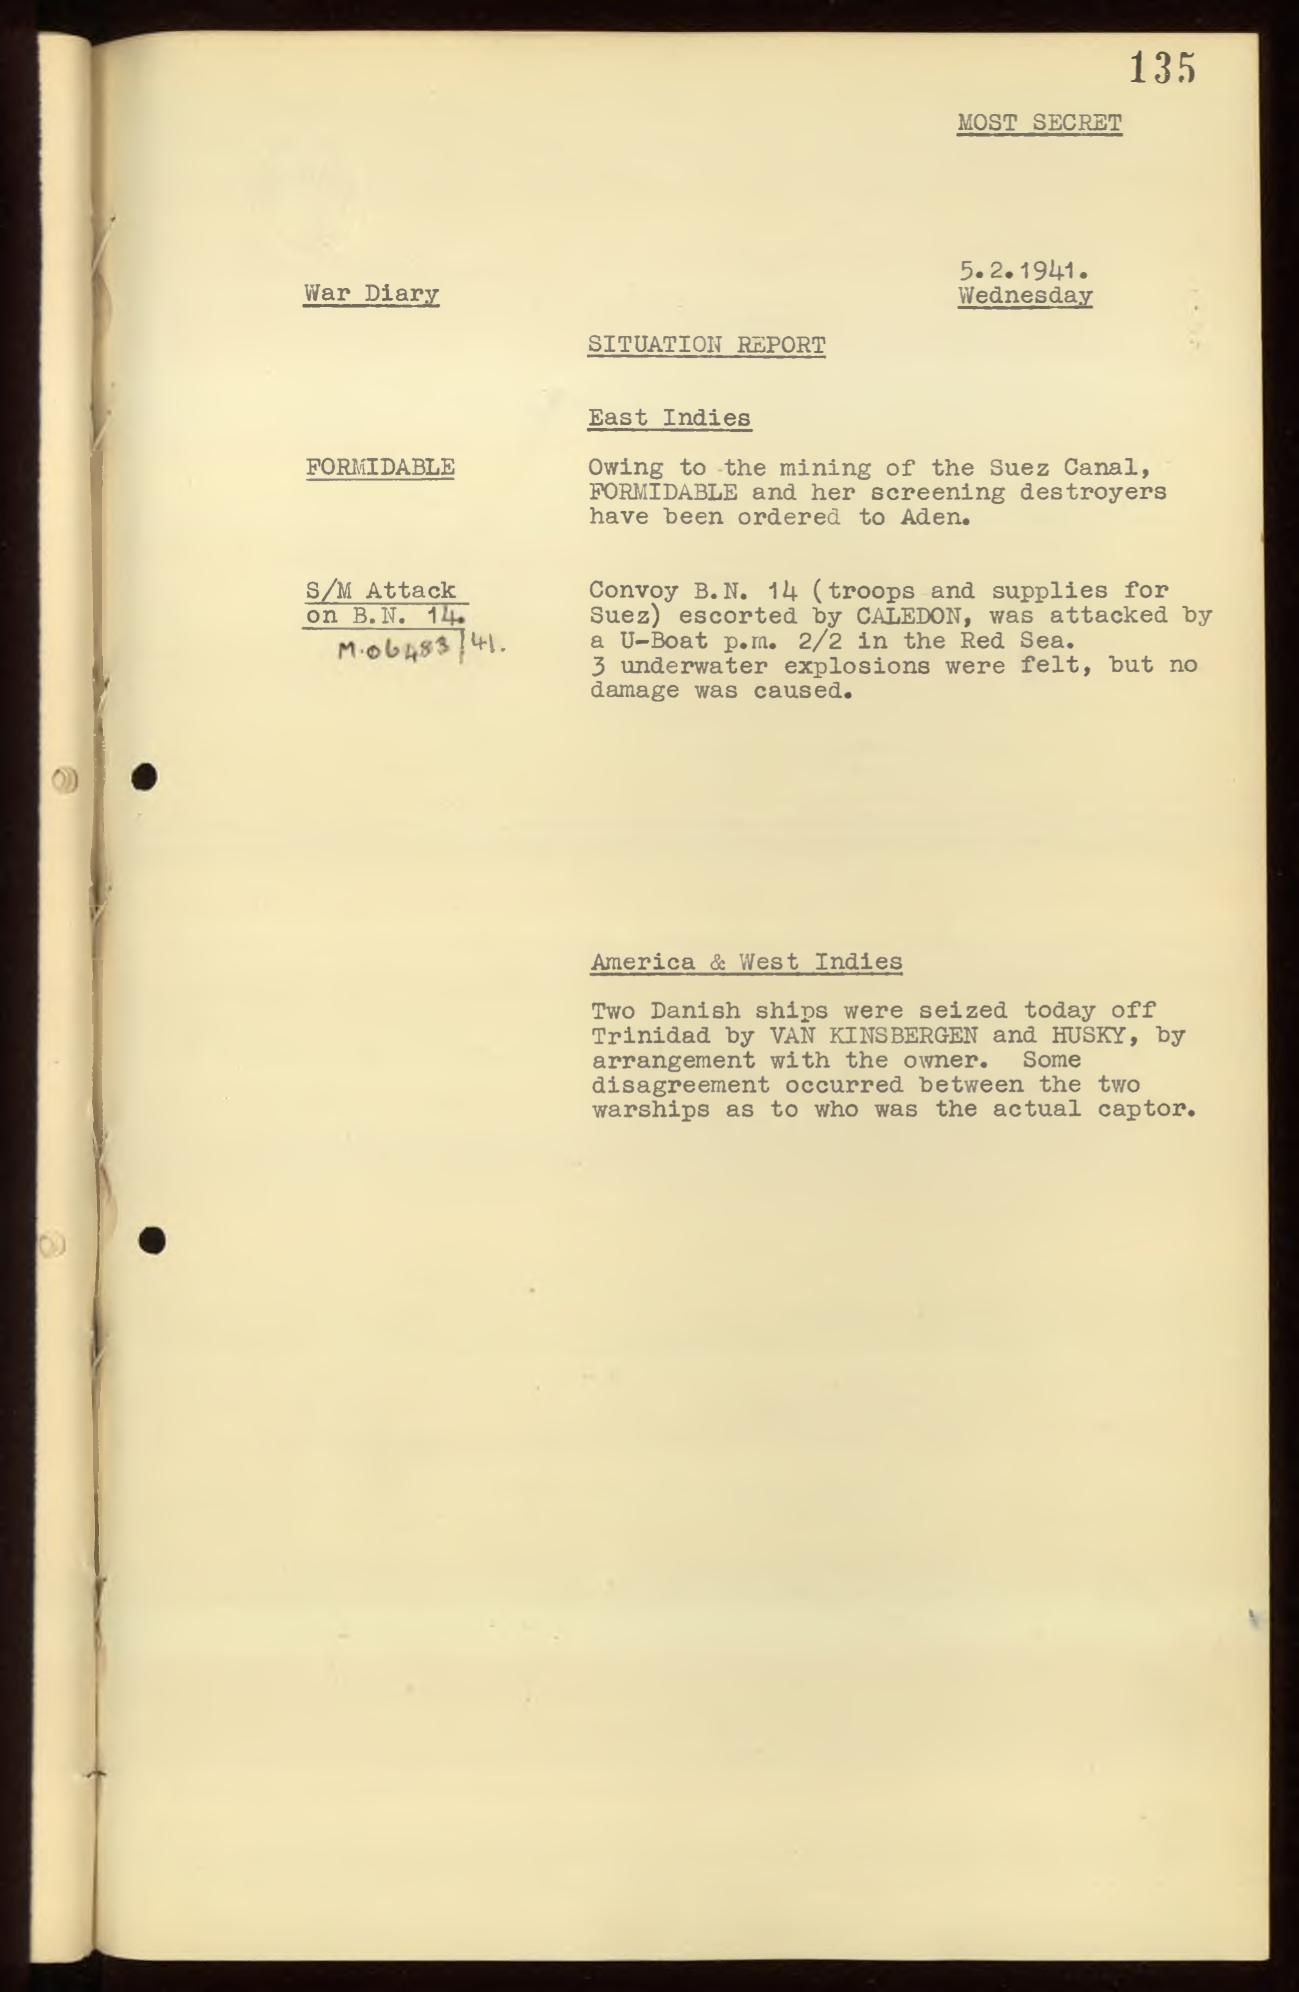 135
MOST SECRET
5.2.1941.
War Diary
Wednesday
SITUATION REPORT
East Indies
FORMIDABLE
Owing to the mining of the Suez Canal,
FORMIDABLE and her screening destroyers
have been ordered to Aden.
S/M Attack
on B.N. 14.
M.06483/41.
Convoy B.N. 14 (troops and supplies for
Suez) escorted by CALEDON, was attacked by
a U-Boat p.m. 2/2 in the Red Sea.
3 underwater explosions were felt, but no
damage was caused.
America & West Indies
Two Danish ships were seized today off
Trinidad by VAN KINSBERGEN and HUSKY, by
arrangement with the owner. Some
disagreement occurred between the two
warships as to who was the actual captor.